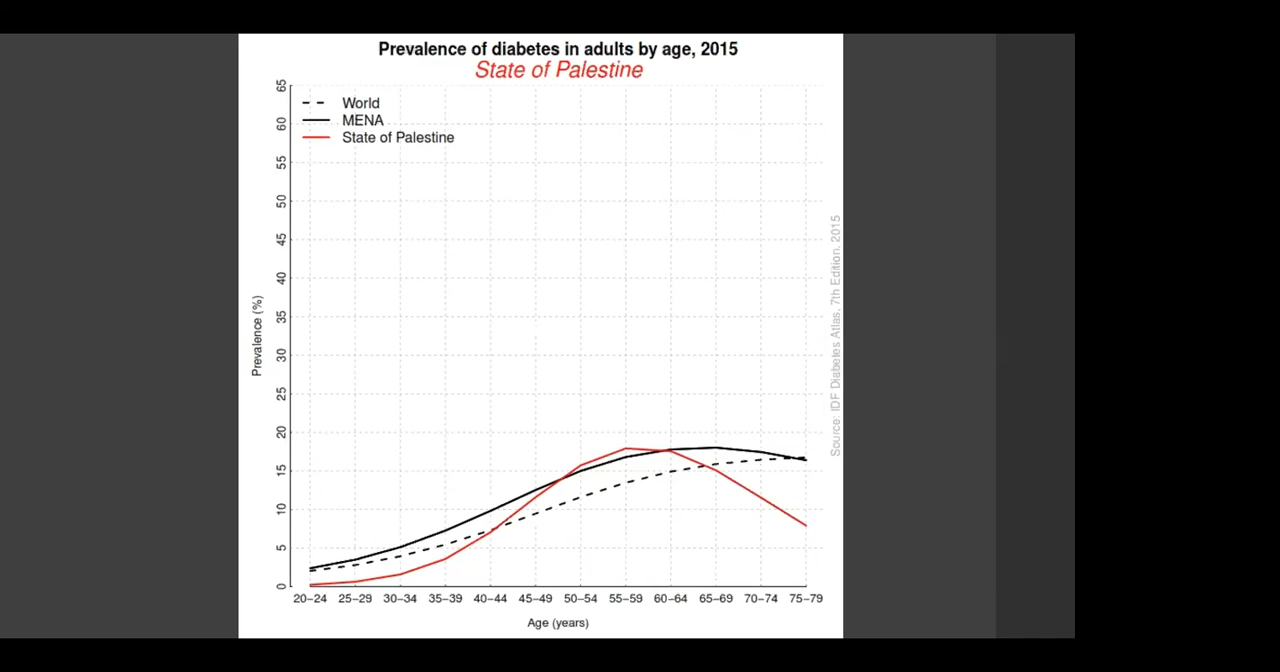 Prevalence of diabetes in adults by age, 2015
State of Palestine
World
MENA
State of Palestine
65
60
55
50
45
40
35
30
25
20
15
10
5
0
Prevalence (%)
20–24 25–29 30–34 35–39 40–44 45–49 50–54 55–59 60–64 65–69 70–74 75–79
Age (years)
Source: IDF Diabetes Atlas, 7th Edition, 2015